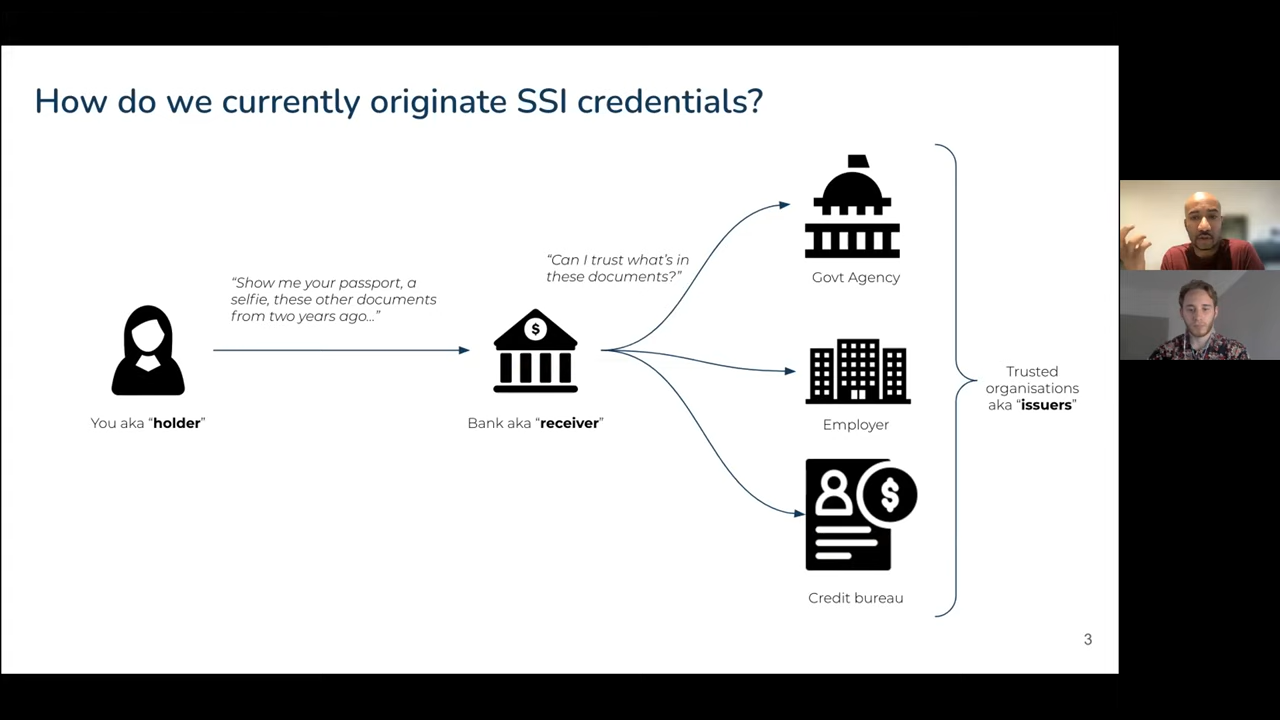 How do we currently originate SSI credentials?
“Can I trust what’s in
these documents?”
“Show me your passport, a
selfie, these other documents
from two years ago…”
Govt Agency
You aka “holder”
Bank aka “receiver”
$
Employer
Trusted
organisations
aka “issuers”
$
Credit bureau
3